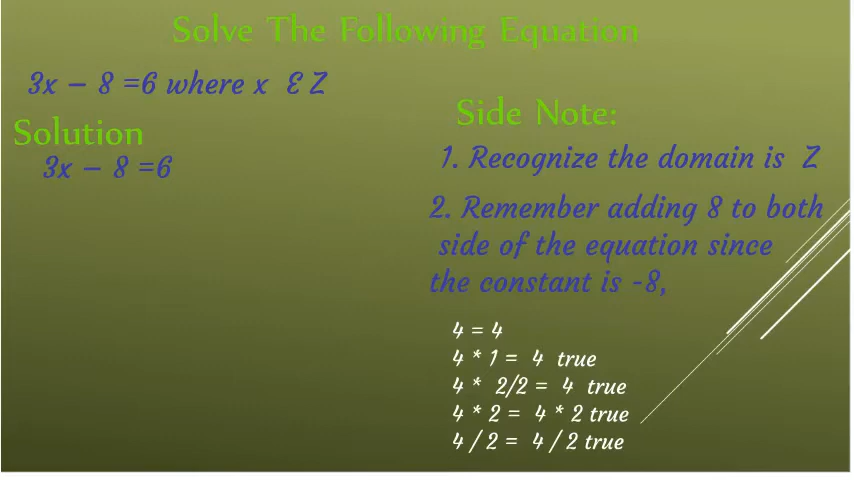 Solve The Following Equation
3x – 8 =6 where x Ɛ Z
Solution
3x – 8 =6
Side Note:
1. Recognize the domain is Z
2. Remember adding 8 to both
side of the equation since
the constant is -8,
4 = 4
4 * 1 = 4 true
4 * 2/2 = 4 true
4 * 2 = 4 * 2 true
4 / 2 = 4 / 2 true